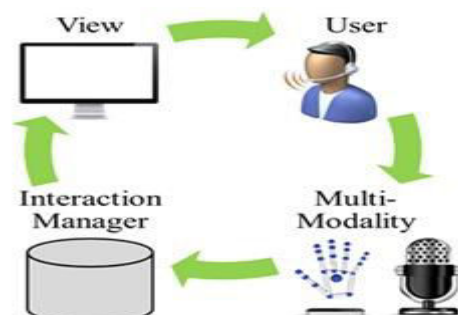 View
User
Interaction
Manager
Multi-
Modality